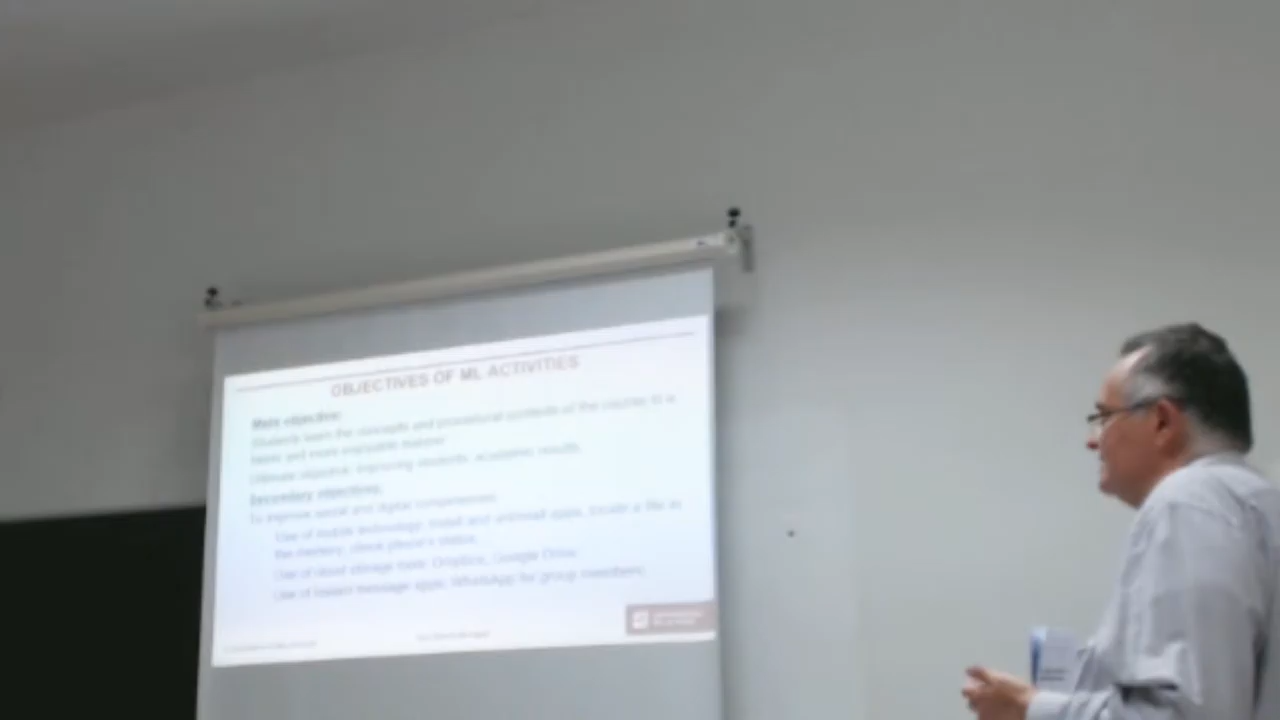 OBJECTIVES OF ML ACTIVITIES
Main objective:
Students learn the concepts and procedural contents of the course in a
better and more enjoyable manner
Ultimate objective: improving students' academic results
Secondary objectives:
To improve social and digital competences
Use of mobile technology: install and uninstall apps, locate a file in
the memory, check phone's status
Use of cloud storage tools: Dropbox, Google Drive
Use of instant message apps: WhatsApp for group members